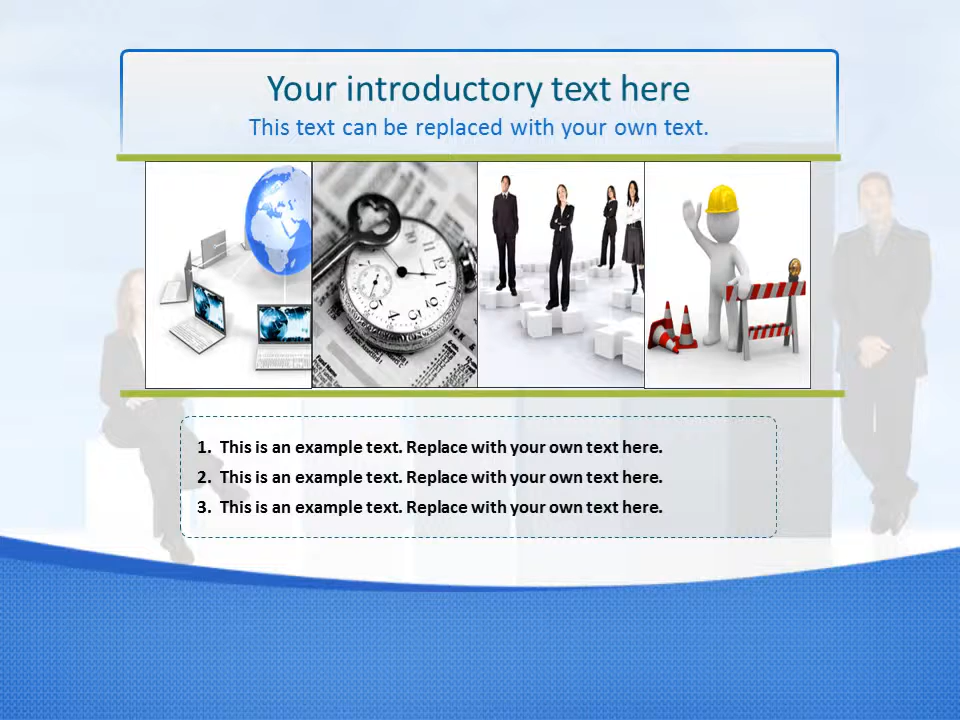 Your introductory text here
This text can be replaced with your own text.
1. This is an example text. Replace with your own text here.
2. This is an example text. Replace with your own text here.
3. This is an example text. Replace with your own text here.